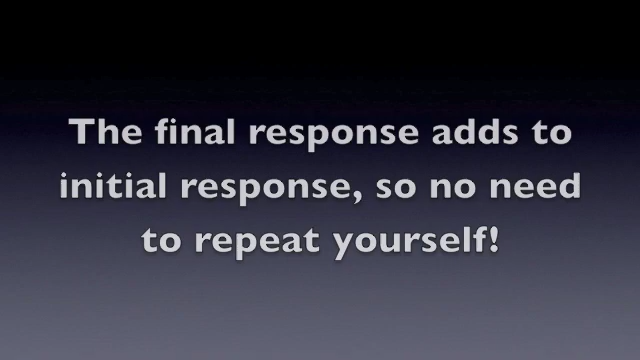 The final response adds to
initial response, so no need
to repeat yourself!